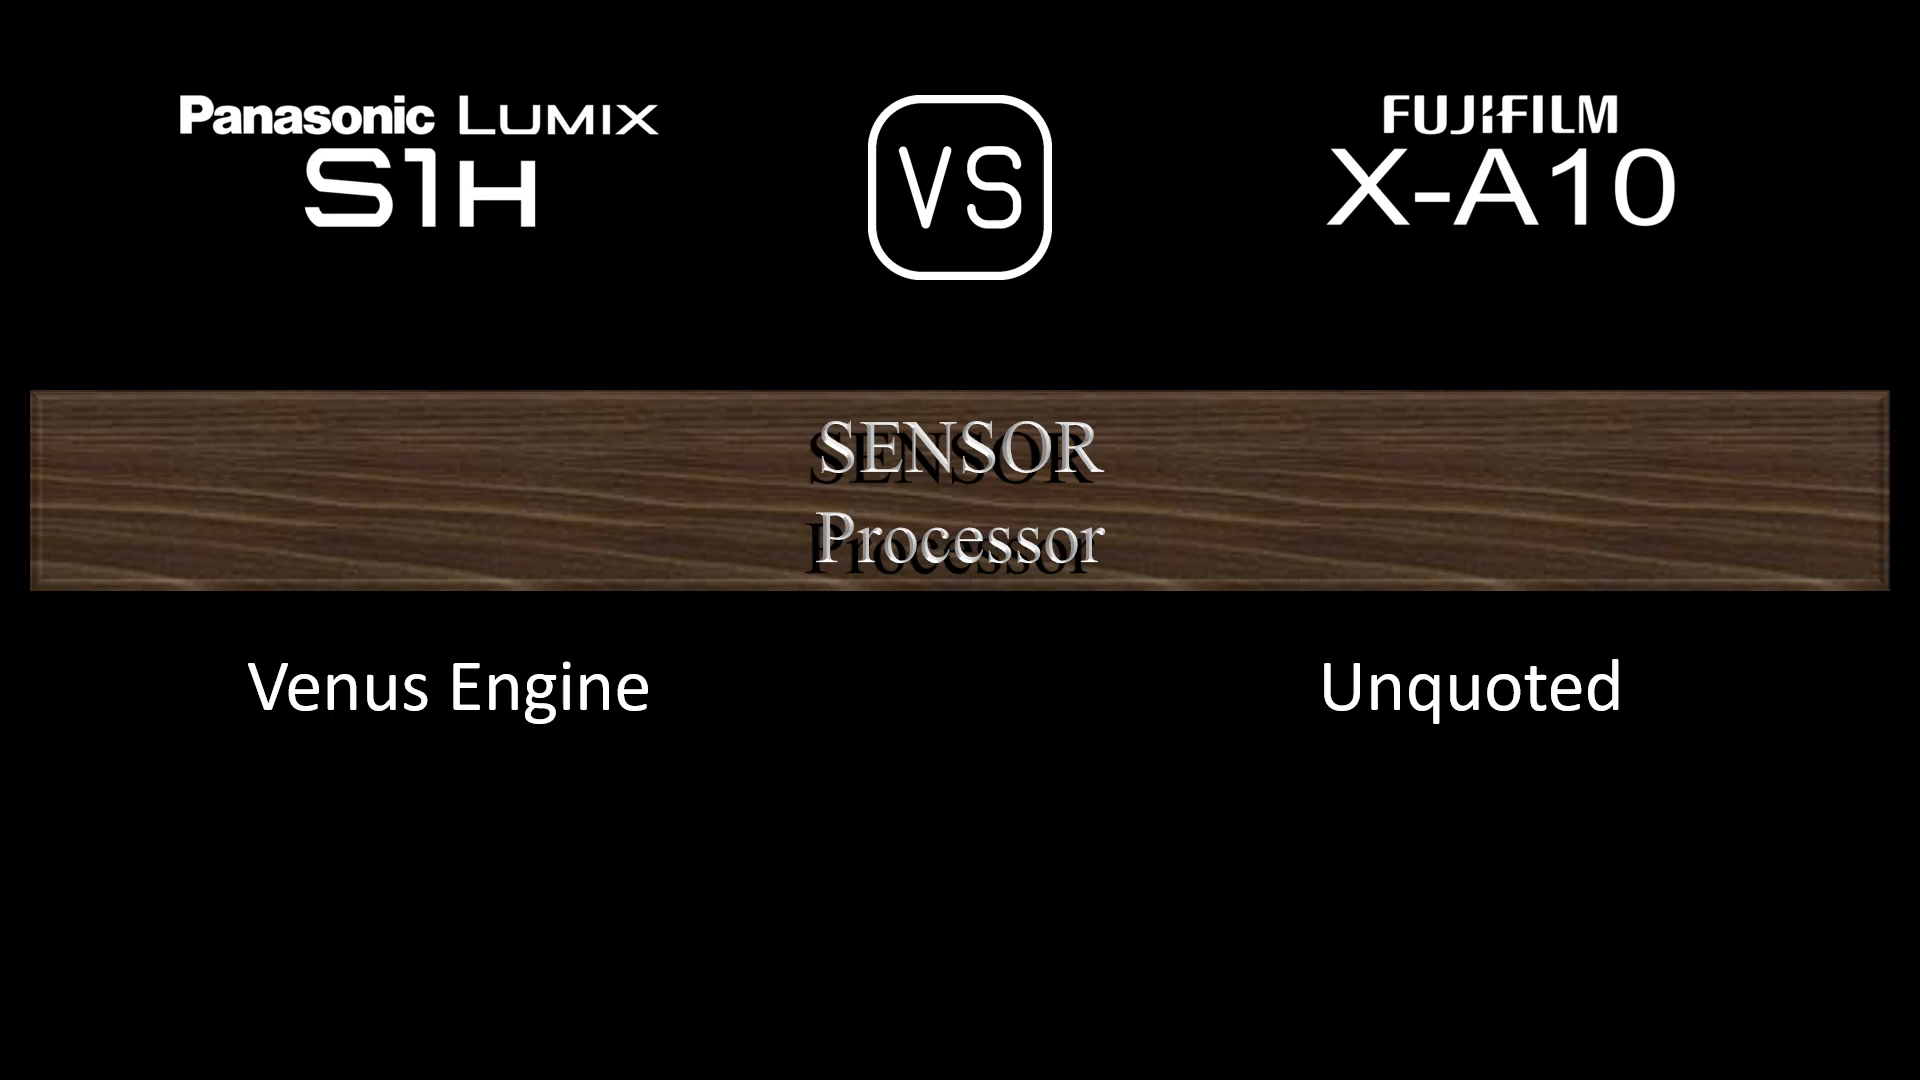 Panasonic LUMIX
S1H
VS
FUJIFILM
X-A10
SENSOR
Processor
Venus Engine
Unquoted